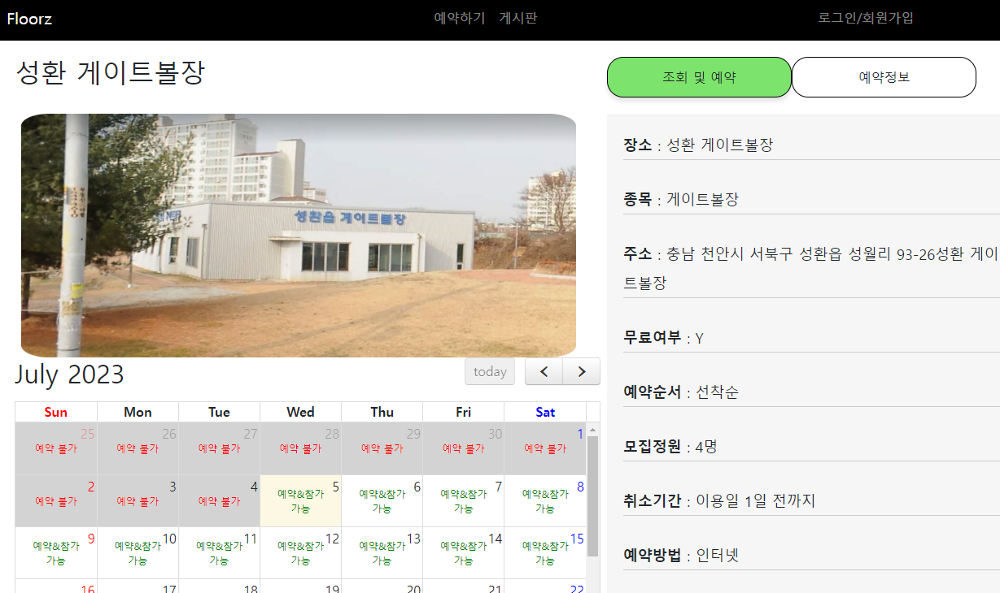 Floorz
예약하기 게시판
로그인/회원가입
성환 게이트볼장
조회 및 예약
예약정보
성환읍 게이트볼장
장소 : 성환 게이트볼장
종목 : 게이트볼장
주소 : 충남 천안시 서북구 성환읍 성월리 93-26성환 게이
트볼장
무료여부 : Y
예약순서 : 선착순
모집정원 : 4명
취소기간 : 이용일 1일 전까지
예약방법 : 인터넷
July 2023
today
Sun Mon Tue Wed Thu Fri Sat
25 26 27 28 29 30 1
예약 불가 예약 불가 예약 불가 예약 불가 예약 불가 예약 불가 예약 불가
2 3 4 5 6 7 8
예약 불가 예약 불가 예약 불가 예약&참가 예약&참가 예약&참가 예약&참가
가능 가능 가능 가능
9 10 11 12 13 14 15
예약&참가 예약&참가 예약&참가 예약&참가 예약&참가 예약&참가 예약&참가
가능 가능 가능 가능 가능 가능 가능
16 17 18 19 20 21 22